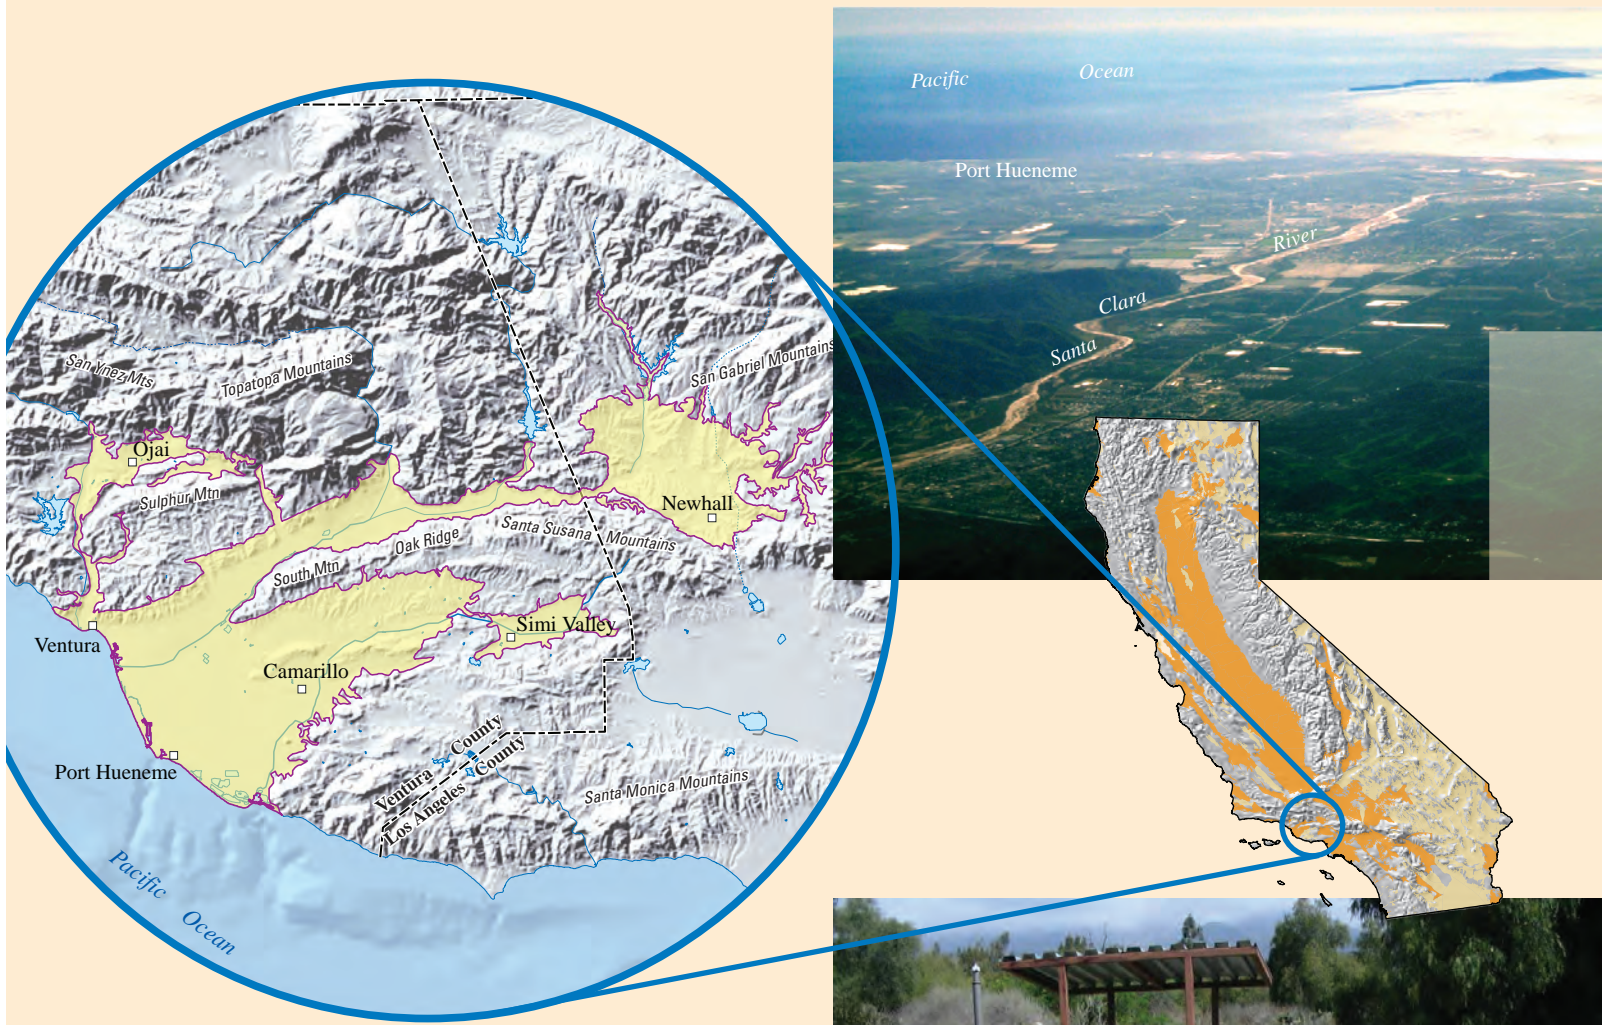 Pacific Ocean
Port Hueneme
River
Clara
Santa
San Ynez Mts
Topatopa Mountains
San Gabriel Mountains
Ojai
Sulphur Mtn
Newhall
Santa Susana Mountains
Oak Ridge
South Mtn
Simi Valley
Ventura
Camarillo
Ventura County
Los Angeles County
Port Hueneme
Santa Monica Mountains
Pacific Ocean